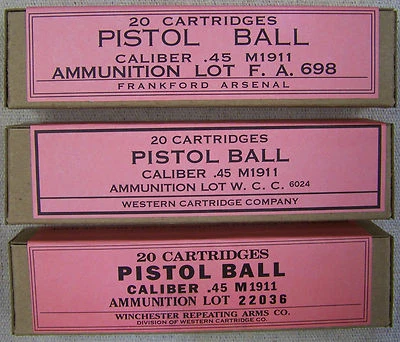 20 CARTRIDGES
PISTOL BALL
CALIBER .45 M1911
AMMUNITION LOT F. A. 698
FRANKFORD ARSENAL
20 CARTRIDGES
PISTOL BALL
CALIBER .45 M1911
AMMUNITION LOT W. C. C. 6024
WESTERN CARTRIDGE COMPANY
20 CARTRIDGES
PISTOL BALL
CALIBER .45 M1911
AMMUNITION LOT 22036
WINCHESTER REPEATING ARMS CO.
DIVISION OF WESTERN CARTRIDGE CO.